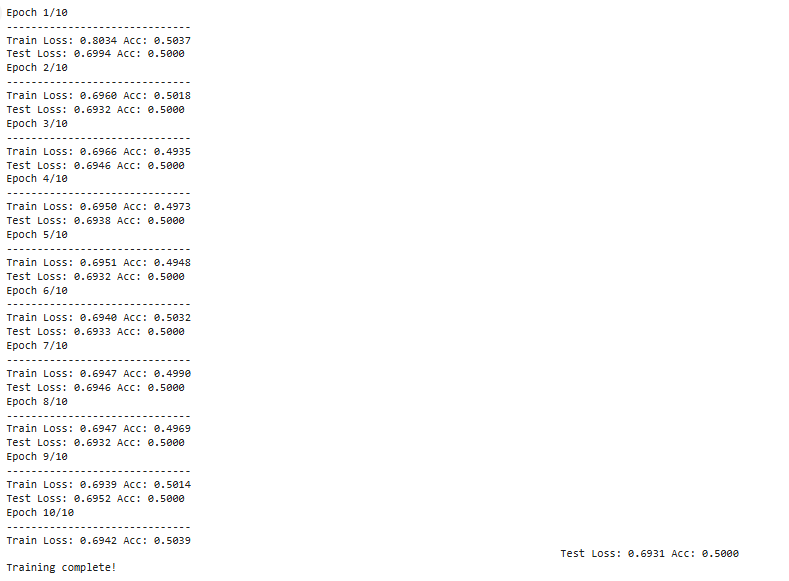 Epoch 1/10
------------------------------
Train Loss: 0.8034 Acc: 0.5037
Test Loss: 0.6994 Acc: 0.5000
Epoch 2/10
------------------------------
Train Loss: 0.6960 Acc: 0.5018
Test Loss: 0.6932 Acc: 0.5000
Epoch 3/10
------------------------------
Train Loss: 0.6966 Acc: 0.4935
Test Loss: 0.6946 Acc: 0.5000
Epoch 4/10
------------------------------
Train Loss: 0.6950 Acc: 0.4973
Test Loss: 0.6938 Acc: 0.5000
Epoch 5/10
------------------------------
Train Loss: 0.6951 Acc: 0.4948
Test Loss: 0.6932 Acc: 0.5000
Epoch 6/10
------------------------------
Train Loss: 0.6940 Acc: 0.5032
Test Loss: 0.6933 Acc: 0.5000
Epoch 7/10
------------------------------
Train Loss: 0.6947 Acc: 0.4990
Test Loss: 0.6946 Acc: 0.5000
Epoch 8/10
------------------------------
Train Loss: 0.6947 Acc: 0.4969
Test Loss: 0.6932 Acc: 0.5000
Epoch 9/10
------------------------------
Train Loss: 0.6939 Acc: 0.5014
Test Loss: 0.6952 Acc: 0.5000
Epoch 10/10
------------------------------
Train Loss: 0.6942 Acc: 0.5039
Test Loss: 0.6931 Acc: 0.5000
Training complete!